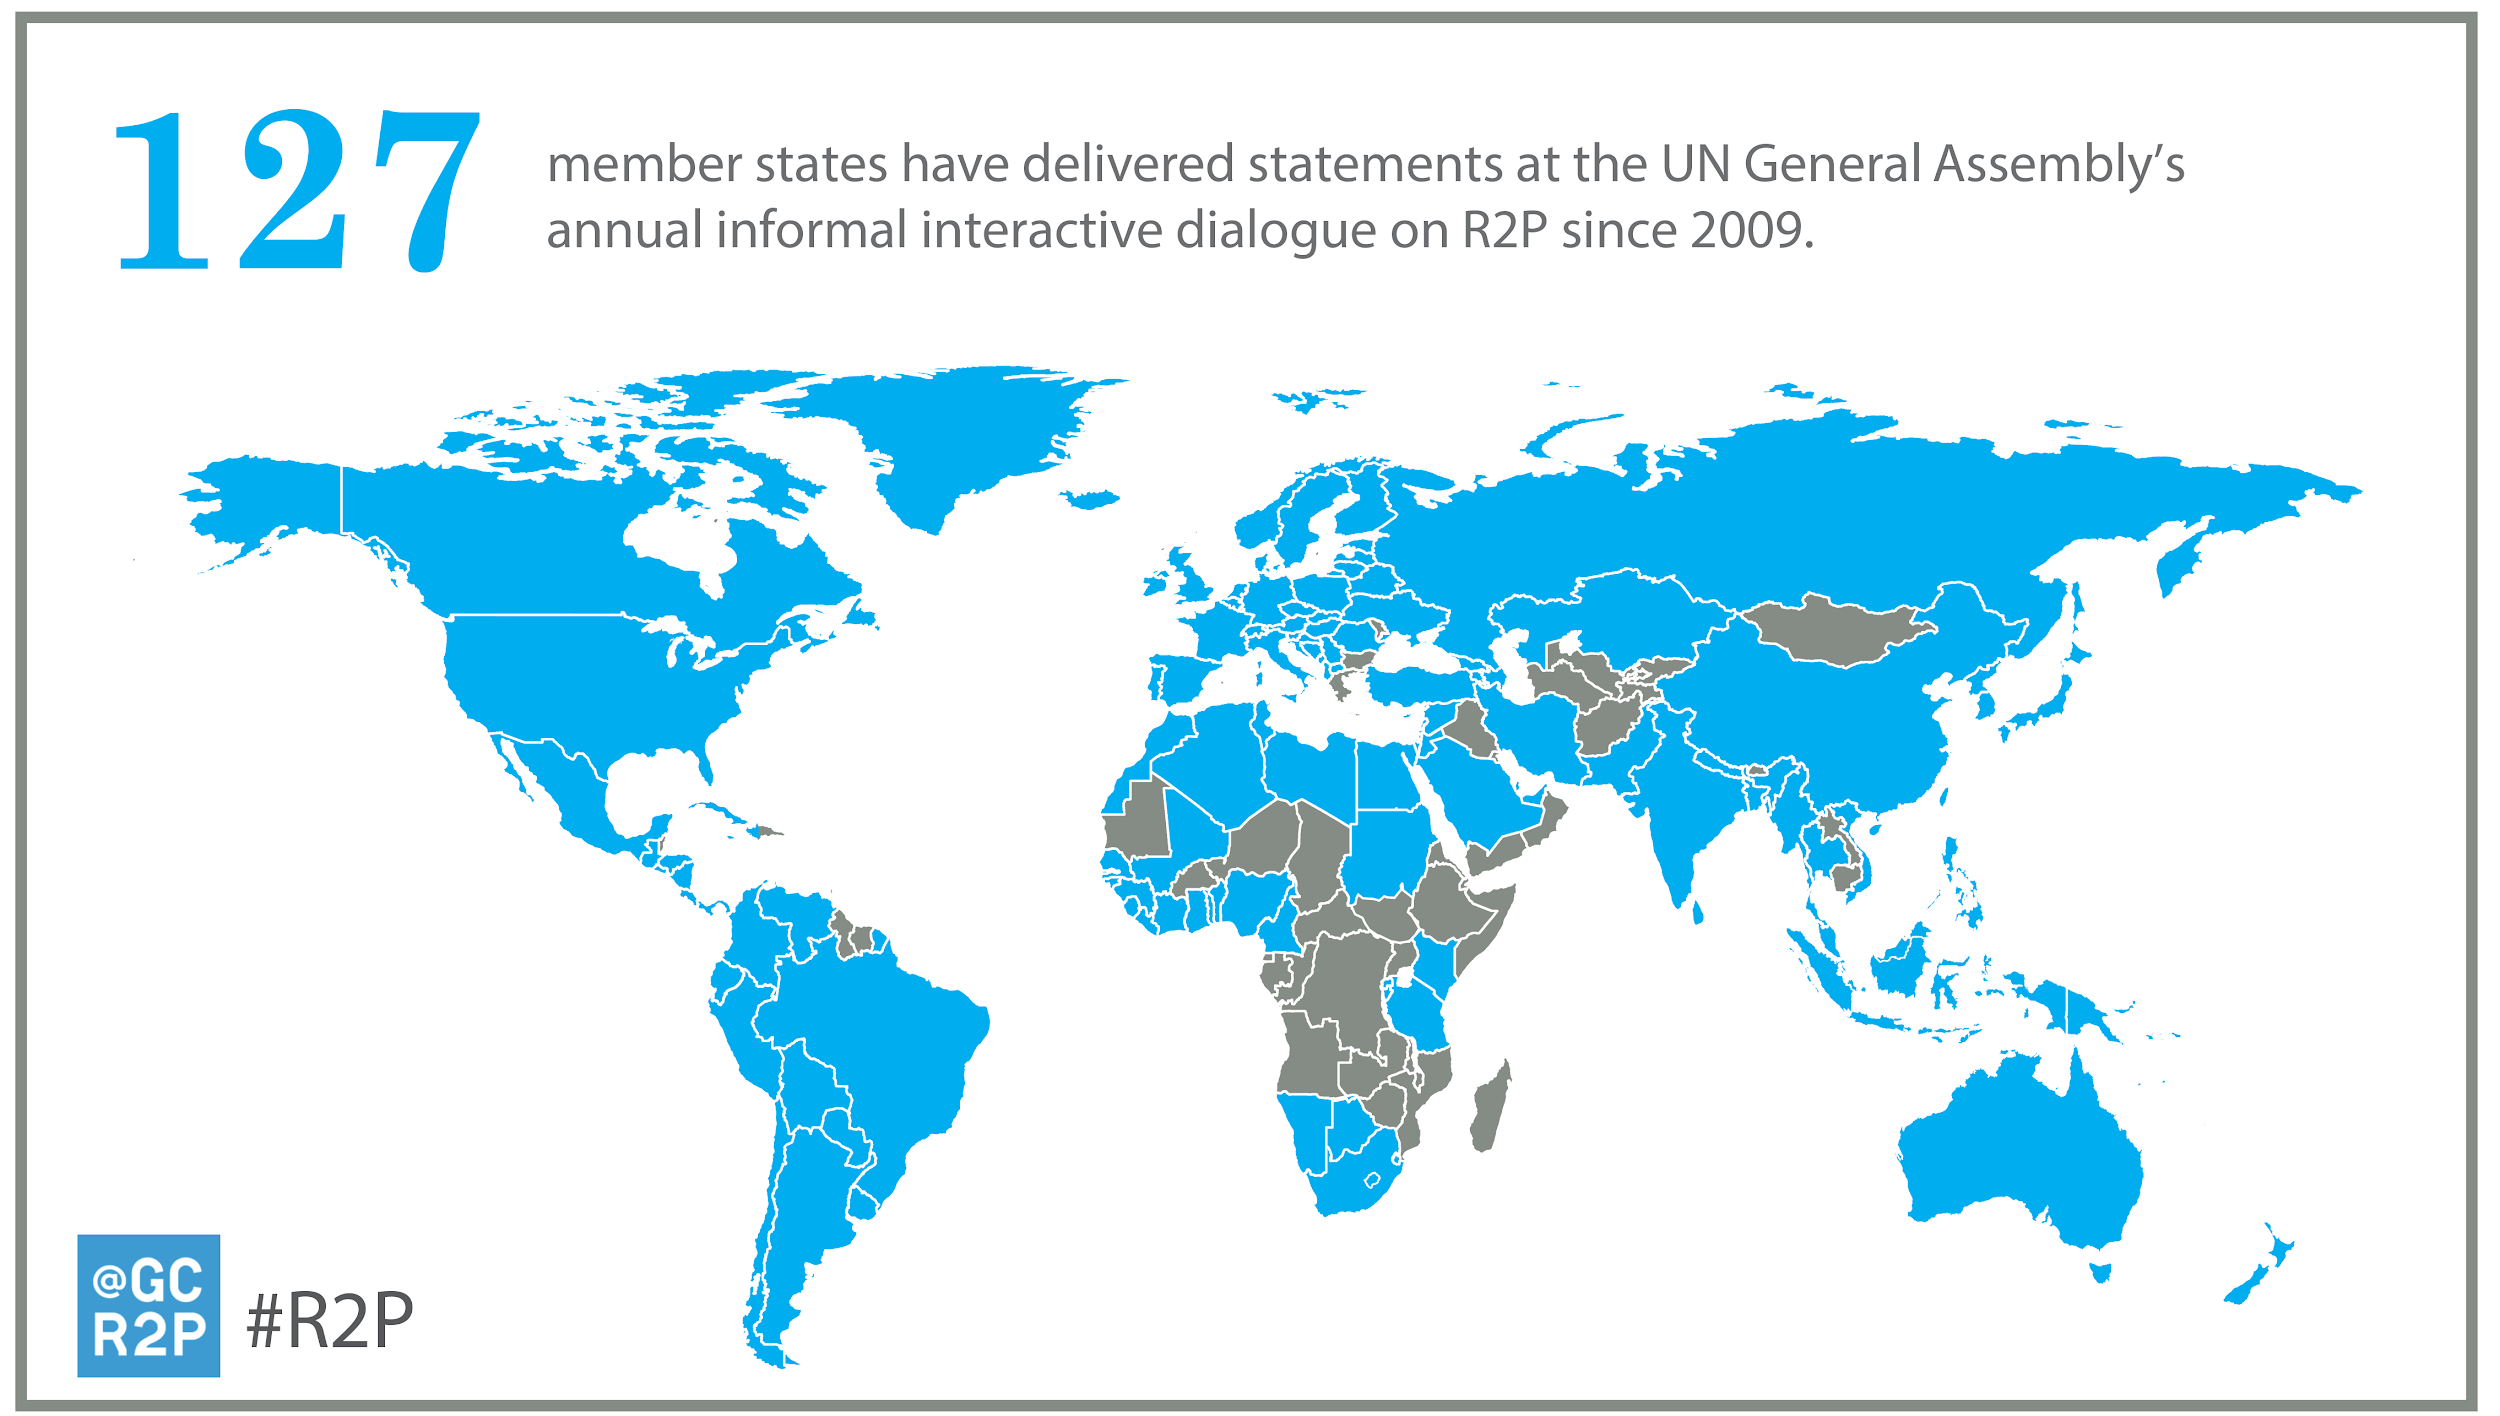 127
member states have delivered statements at the UN General Assembly's
annual informal interactive dialogue on R2P since 2009.
@GC
R2P
#R2P